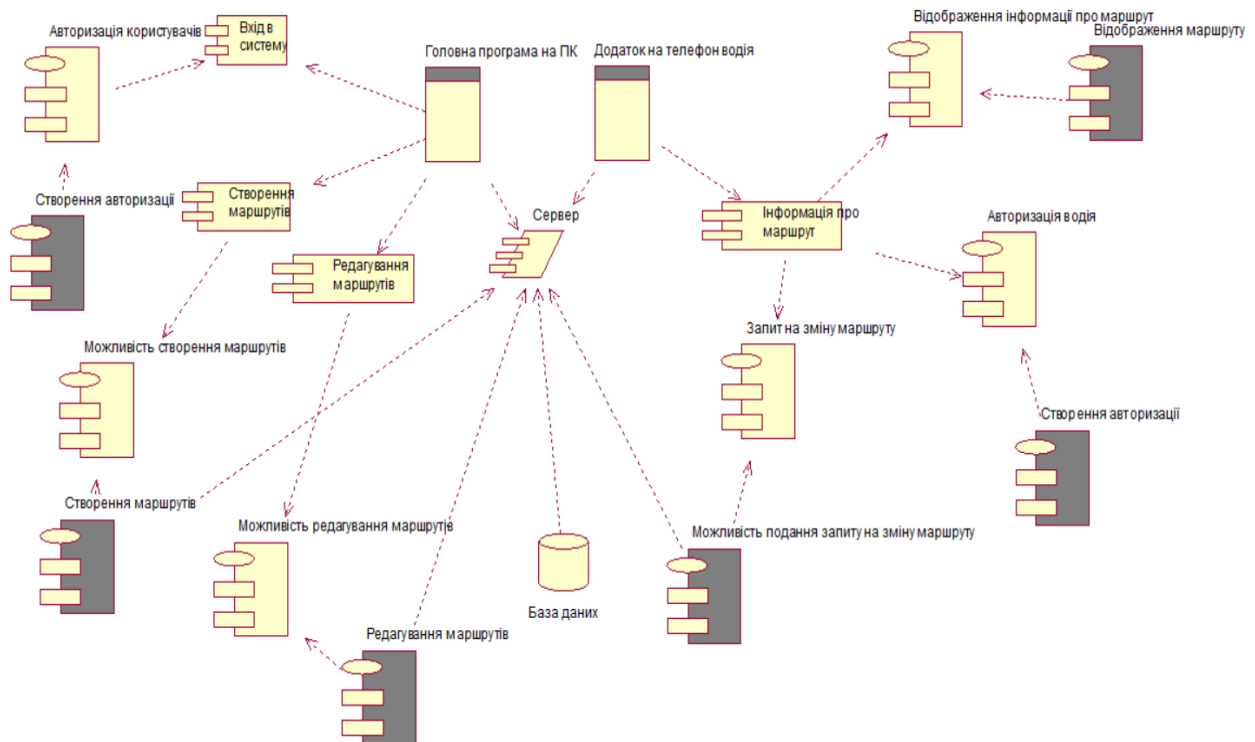 Авторизація користувачів
Вхід в
систему
Головна програма на ПК
Додаток на телефон водія
Відображення інформації про маршрут
Відображення маршруту
Створення авторизації
Створення
маршрутів
Редагування
маршрутів
Сервер
Інформація про
маршрут
Авторизація водія
Можливість створення маршрутів
Запит на зміну маршруту
Створення авторизації
Створення маршрутів
Можливість редагування маршрутів
Можливість подання запиту на зміну маршруту
База даних
Редагування маршрутів